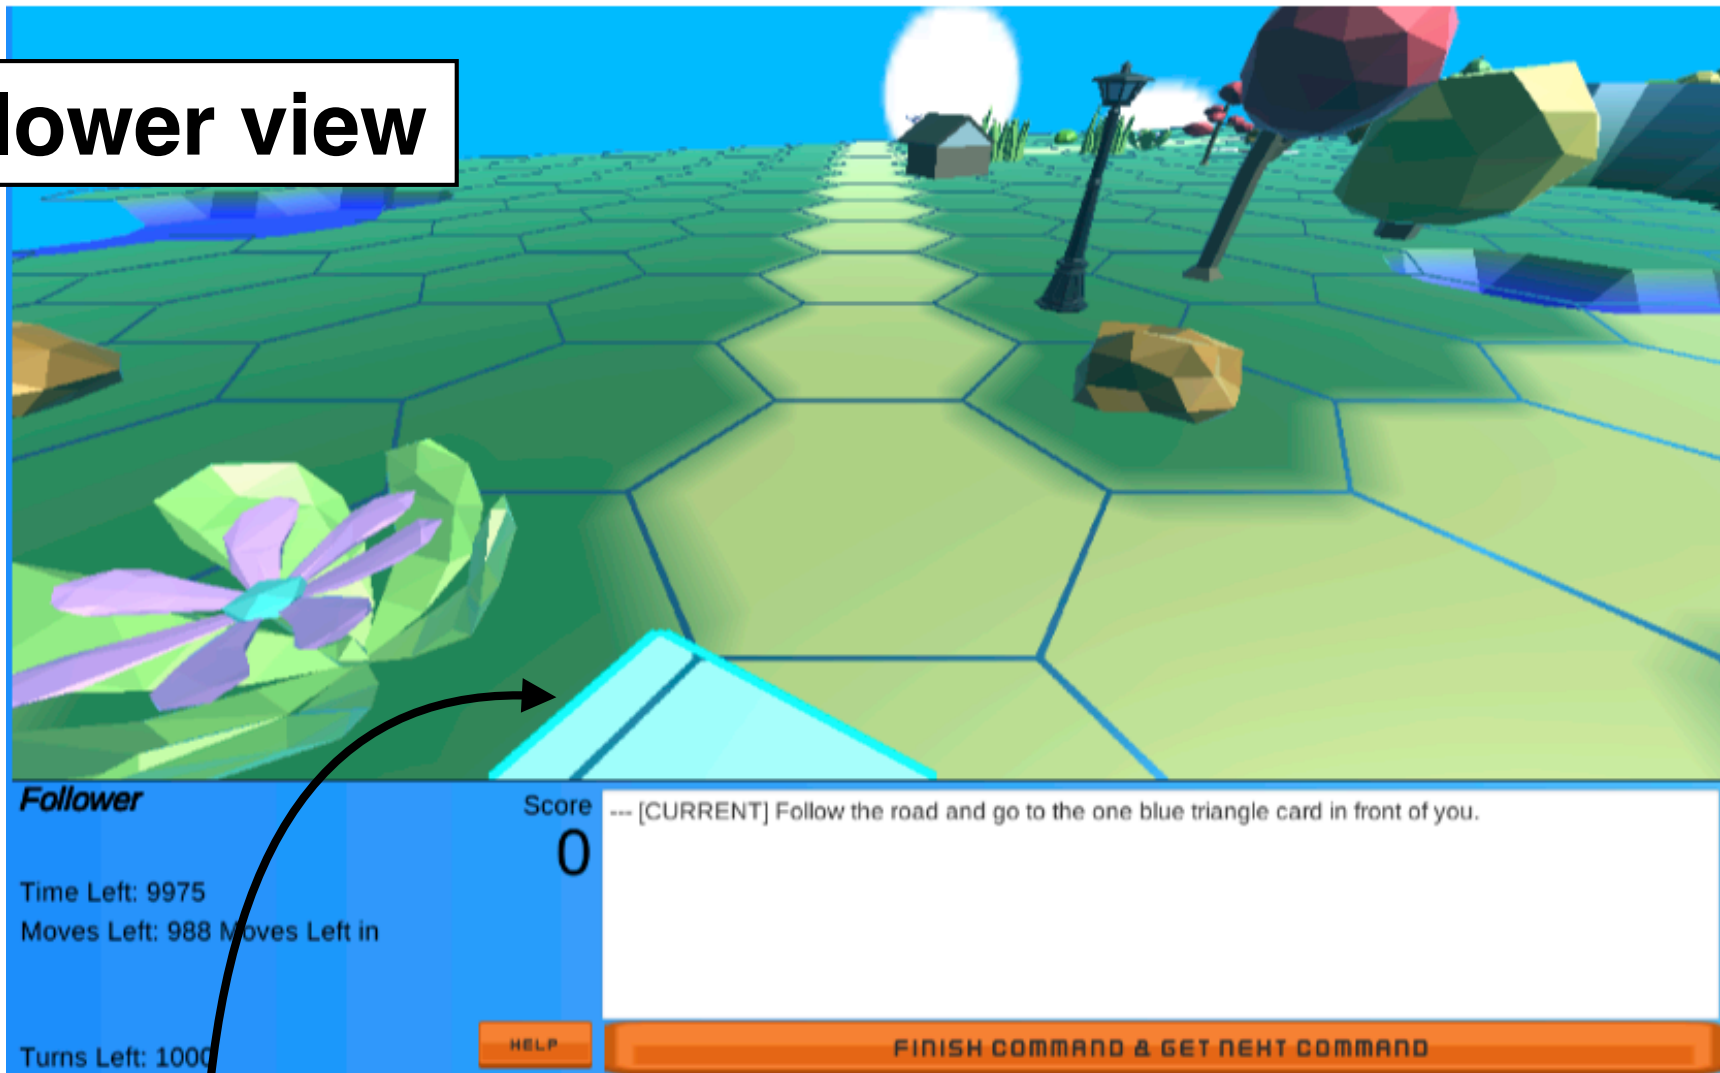 lower view
Follower
Score
0
--- [CURRENT] Follow the road and go to the one blue triangle card in front of you.
Time Left: 9975
Moves Left: 988 Moves Left in
Turns Left: 1000
HELP
FINISH COMMAND & GET NEXT COMMAND